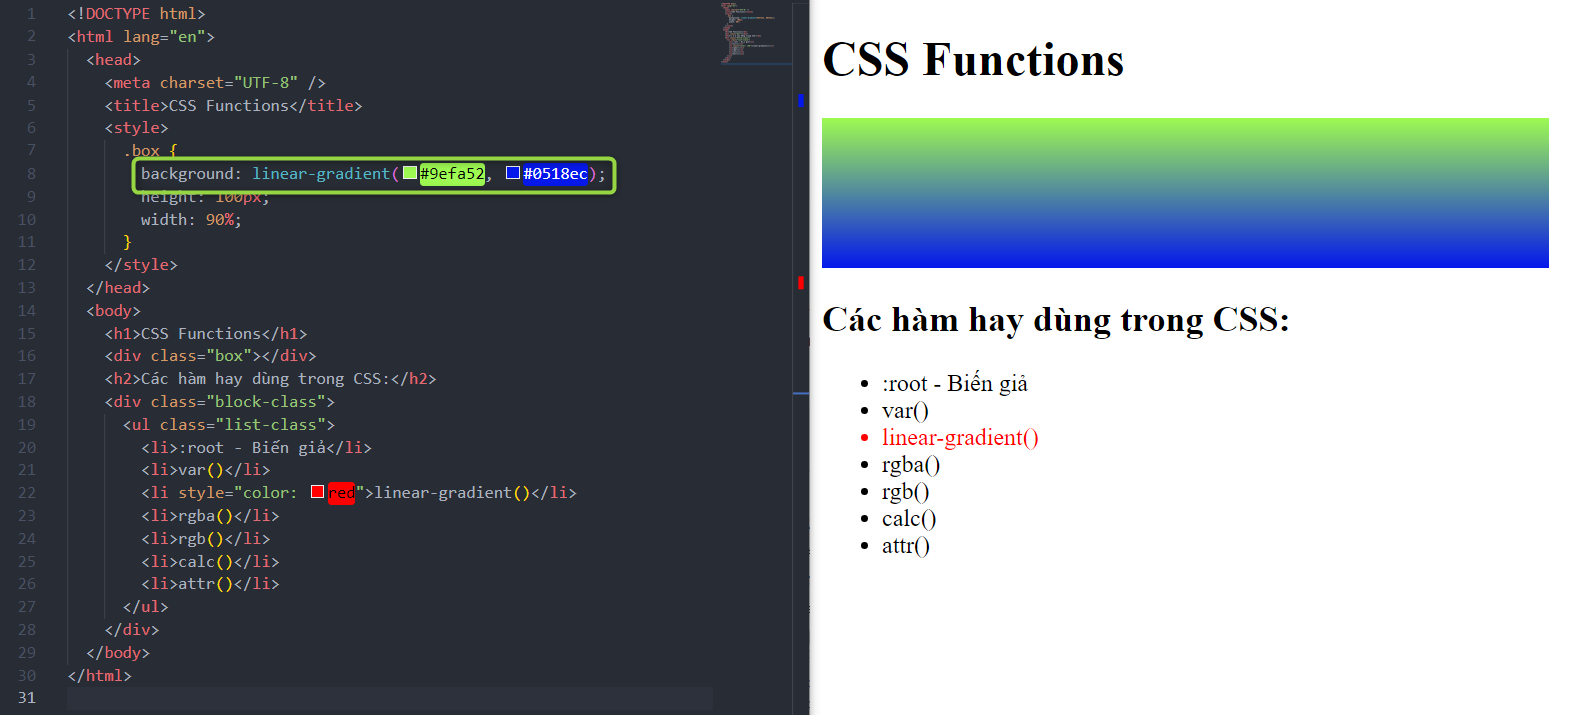 1 <!DOCTYPE html>
2 <html lang="en">
3 <head>
4 <meta charset="UTF-8" />
5 <title>CSS Functions</title>
6 <style>
7 .box {
8 background: linear-gradient(#9efa52, #0518ec);
9 height: 100px;
10 width: 90%;
11 }
12 </style>
13 </head>
14 <body>
15 <h1>CSS Functions</h1>
16 <div class="box"></div>
17 <h2>Các hàm hay dùng trong CSS:</h2>
18 <div class="block-class">
19 <ul class="list-class">
20 <li>:root - Biến giả</li>
21 <li>var()</li>
22 <li style="color: red">linear-gradient()</li>
23 <li>rgba()</li>
24 <li>rgb()</li>
25 <li>calc()</li>
26 <li>attr()</li>
27 </ul>
28 </div>
29 </body>
30 </html>
31
CSS Functions
Các hàm hay dùng trong CSS:
• :root - Biến giả
• var()
• linear-gradient()
• rgba()
• rgb()
• calc()
• attr()